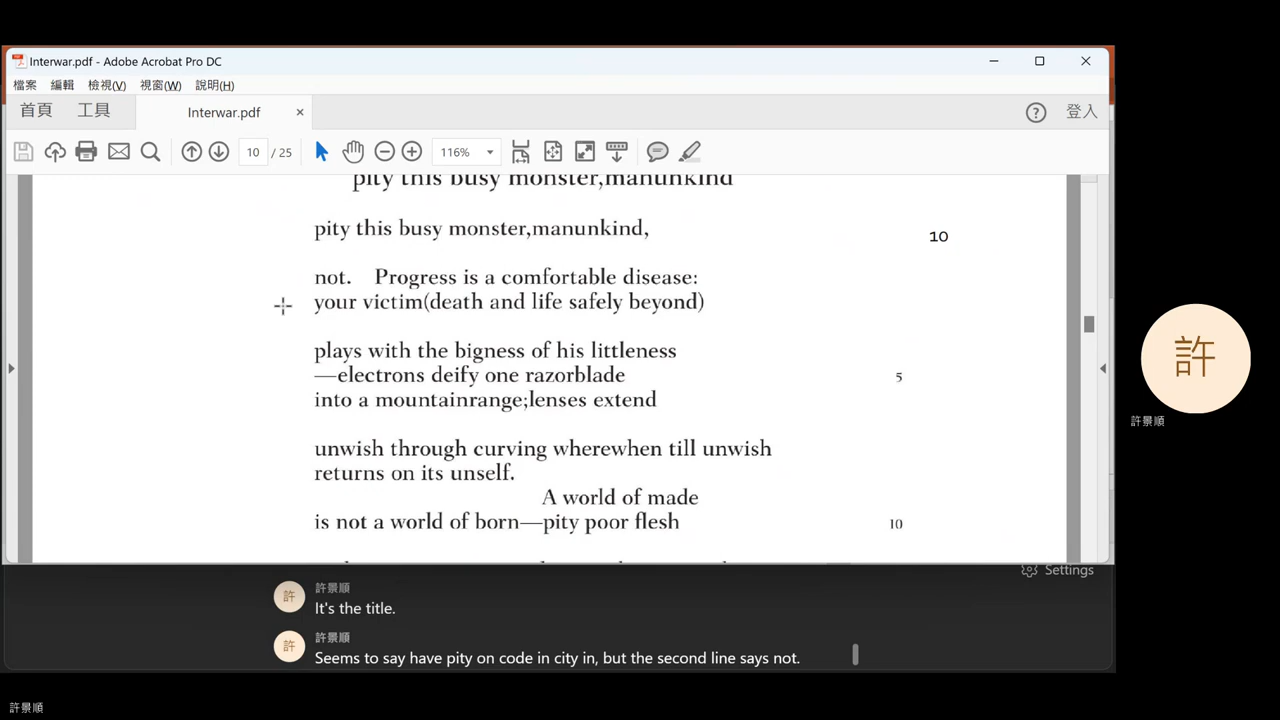 Interwar.pdf - Adobe Acrobat Pro DC
檔案 編輯 檢視(V) 視窗(W) 說明(H)
首頁 工具 Interwar.pdf × ? 登入
10 / 25 116%
pity this busy monster,manunkind
pity this busy monster,manunkind,
10
not. Progress is a comfortable disease:
your victim(death and life safely beyond)
plays with the bigness of his littleness
—electrons deify one razorblade 5
into a mountainrange;lenses extend
unwish through curving wherewhen till unwish
returns on its unself.
A world of made
is not a world of born—pity poor flesh 10
Settings
許 許景順
It's the title.
許 許景順
Seems to say have pity on code in city in, but the second line says not.
許
許景順
許景順